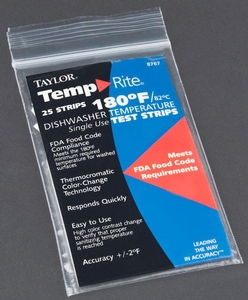 TAYLOR
8767
Temp Rite®
25 STRIPS 180°F/82°C
DISHWASHER TEMPERATURE
Single Use TEST STRIPS
FDA Food Code
Compliance
Meets the 180°F
minimum required
temperature for washed
surfaces
Thermocromatic
Color-Change
Technology
Responds Quickly
Easy to Use
High color contrast change
to verify that proper
sanitizing temperature
is reached
Accuracy +/-2°F
Meets
FDA Food Code
Requirements
LEADING
THE WAY
IN ACCURACY™